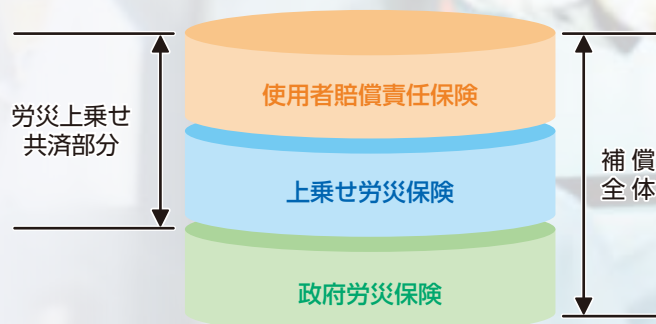 使用者賠償責任保険
労災上乗せ
共済部分
上乗せ労災保険
補償
全体
政府労災保険